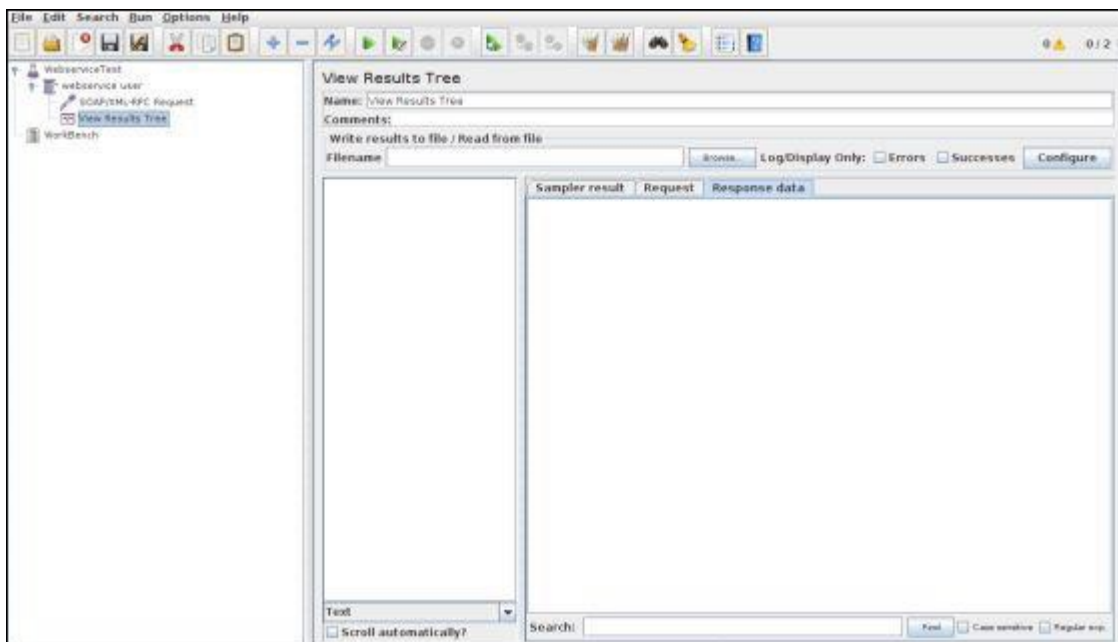 File Edit Search Run Options Help
0 0/2
WebserviceTest
webservice user
SOAP/XML-RPC Request
View Results Tree
WorkBench
View Results Tree
Name: View Results Tree
Comments:
Write results to file / Read from file
Filename Browse... Log/Display Only: Errors Successes Configure
Sampler result Request Response data
Text
Scroll automatically?
Search: Find Case sensitive Regular exp.